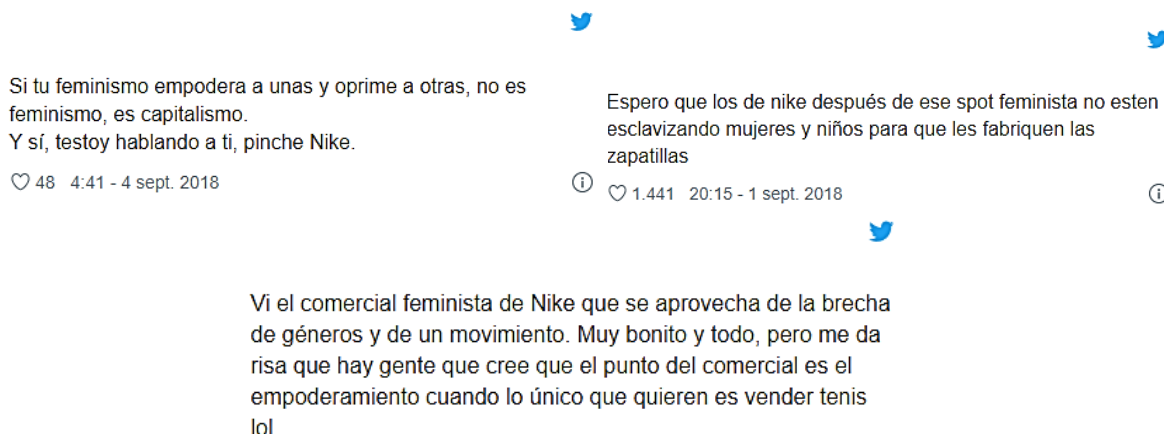 Si tu feminismo empodera a unas y oprime a otras, no es
feminismo, es capitalismo.
Y sí, testoy hablando a ti, pinche Nike.
48 4:41 - 4 sept. 2018
Espero que los de nike después de ese spot feminista no esten
esclavizando mujeres y niños para que les fabriquen las
zapatillas
1.441 20:15 - 1 sept. 2018
Vi el comercial feminista de Nike que se aprovecha de la brecha
de géneros y de un movimiento. Muy bonito y todo, pero me da
risa que hay gente que cree que el punto del comercial es el
empoderamiento cuando lo único que quieren es vender tenis
lol